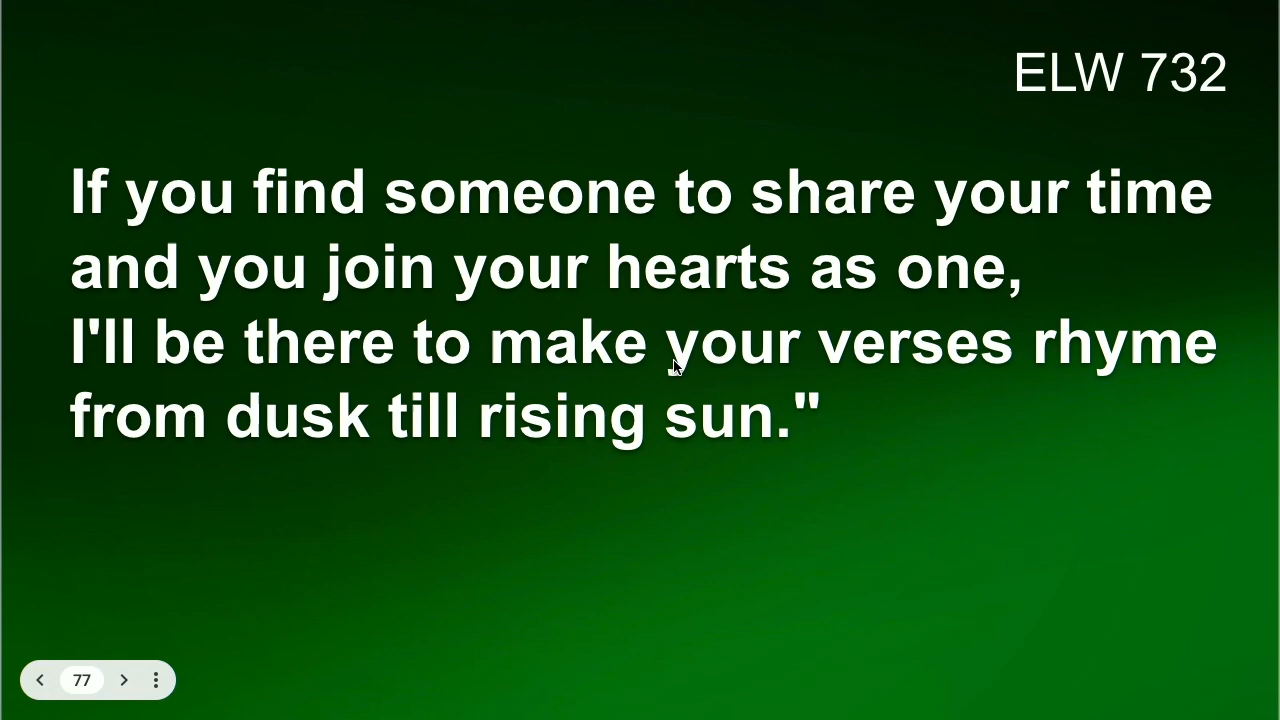 ELW 732
If you find someone to share your time
and you join your hearts as one,
I'll be there to make your verses rhyme
from dusk till rising sun."
77